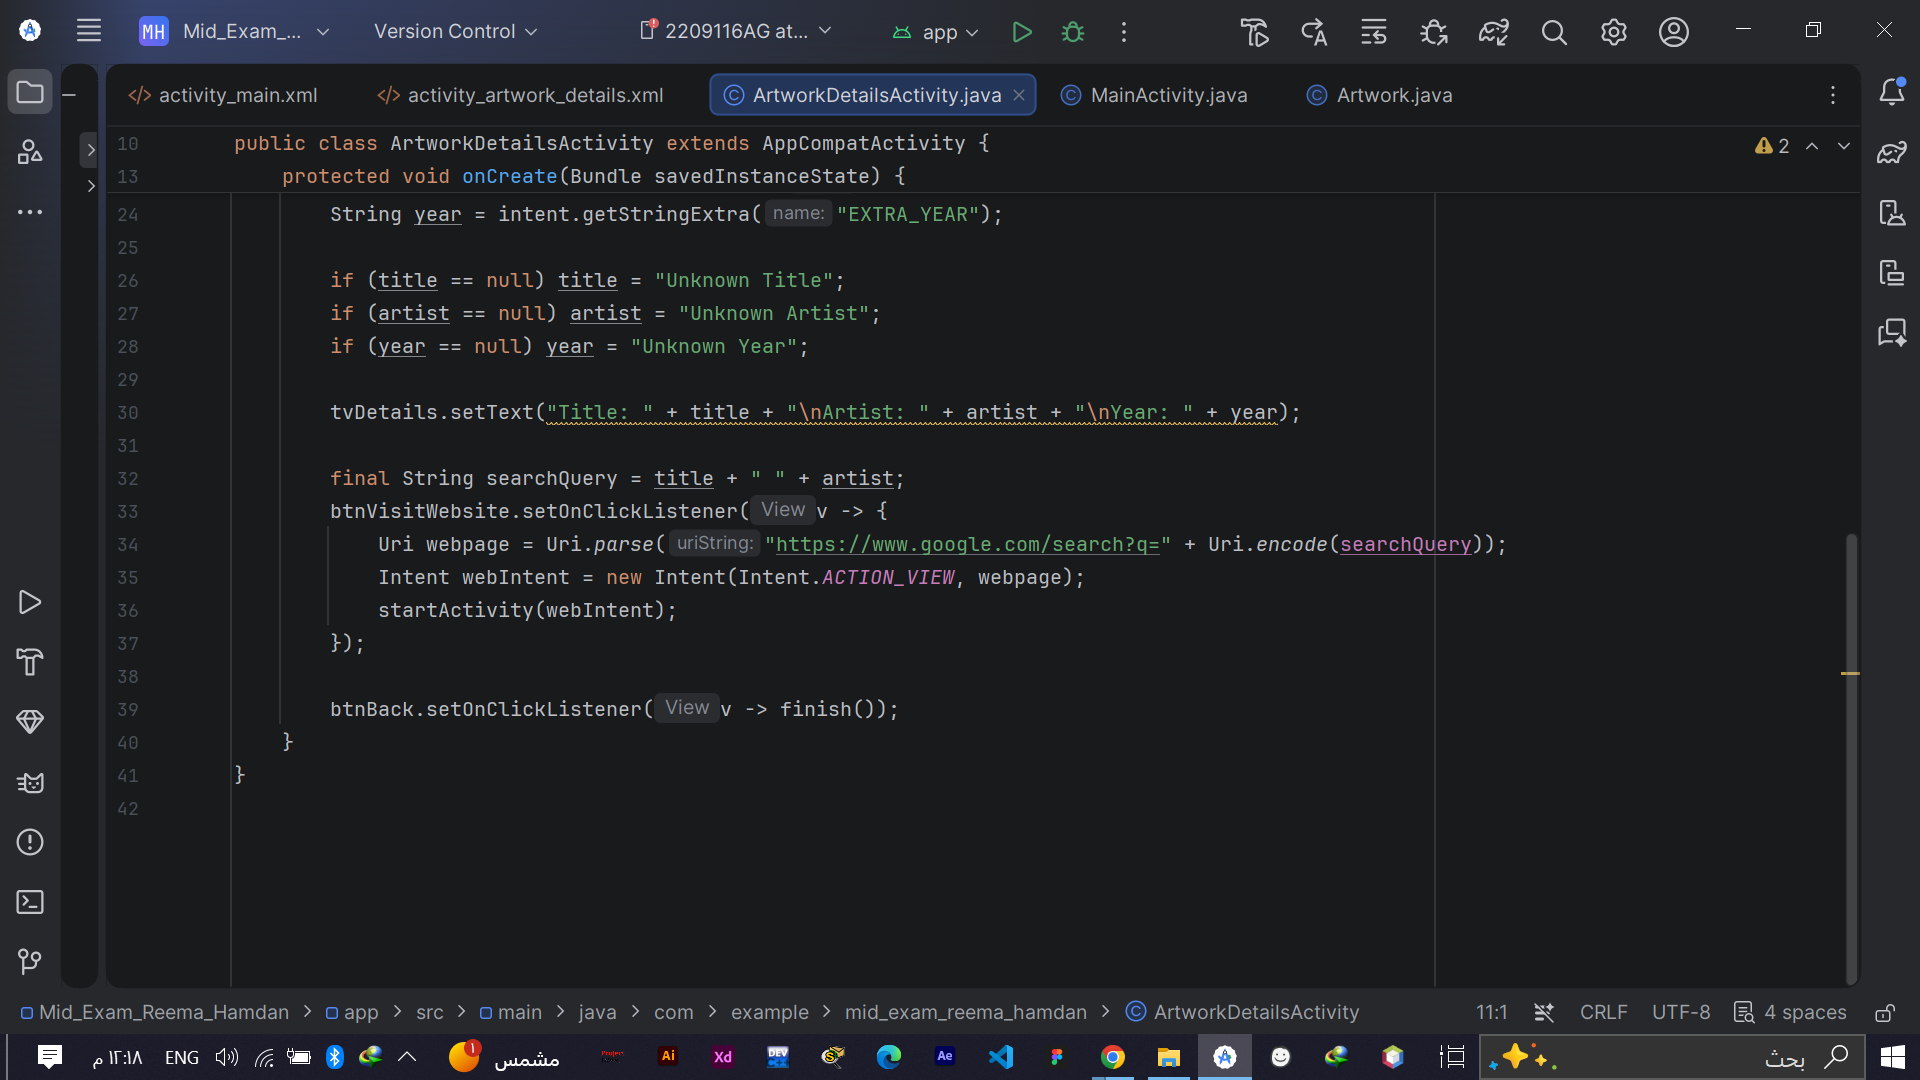 MH Mid_Exam_... Version Control 2209116AG at... app
activity_main.xml activity_artwork_details.xml ArtworkDetailsActivity.java MainActivity.java Artwork.java
10 public class ArtworkDetailsActivity extends AppCompatActivity { 2
13 protected void onCreate(Bundle savedInstanceState) {
24 String year = intent.getStringExtra( name: "EXTRA_YEAR");
25
26 if (title == null) title = "Unknown Title";
27 if (artist == null) artist = "Unknown Artist";
28 if (year == null) year = "Unknown Year";
29
30 tvDetails.setText("Title: " + title + "\nArtist: " + artist + "\nYear: " + year);
31
32 final String searchQuery = title + " " + artist;
33 btnVisitWebsite.setOnClickListener( View v -> {
34 Uri webpage = Uri.parse( uriString: "https://www.google.com/search?q=" + Uri.encode(searchQuery));
35 Intent webIntent = new Intent(Intent.ACTION_VIEW, webpage);
36 startActivity(webIntent);
37 });
38
39 btnBack.setOnClickListener( View v -> finish());
40 }
41 }
42
Mid_Exam_Reema_Hamdan > app > src > main > java > com > example > mid_exam_reema_hamdan > ArtworkDetailsActivity 11:1 CRLF UTF-8 4 spaces
١٢:١٨ م ENG ١ مشمس Ai Xd DEV C++ Ae بحث